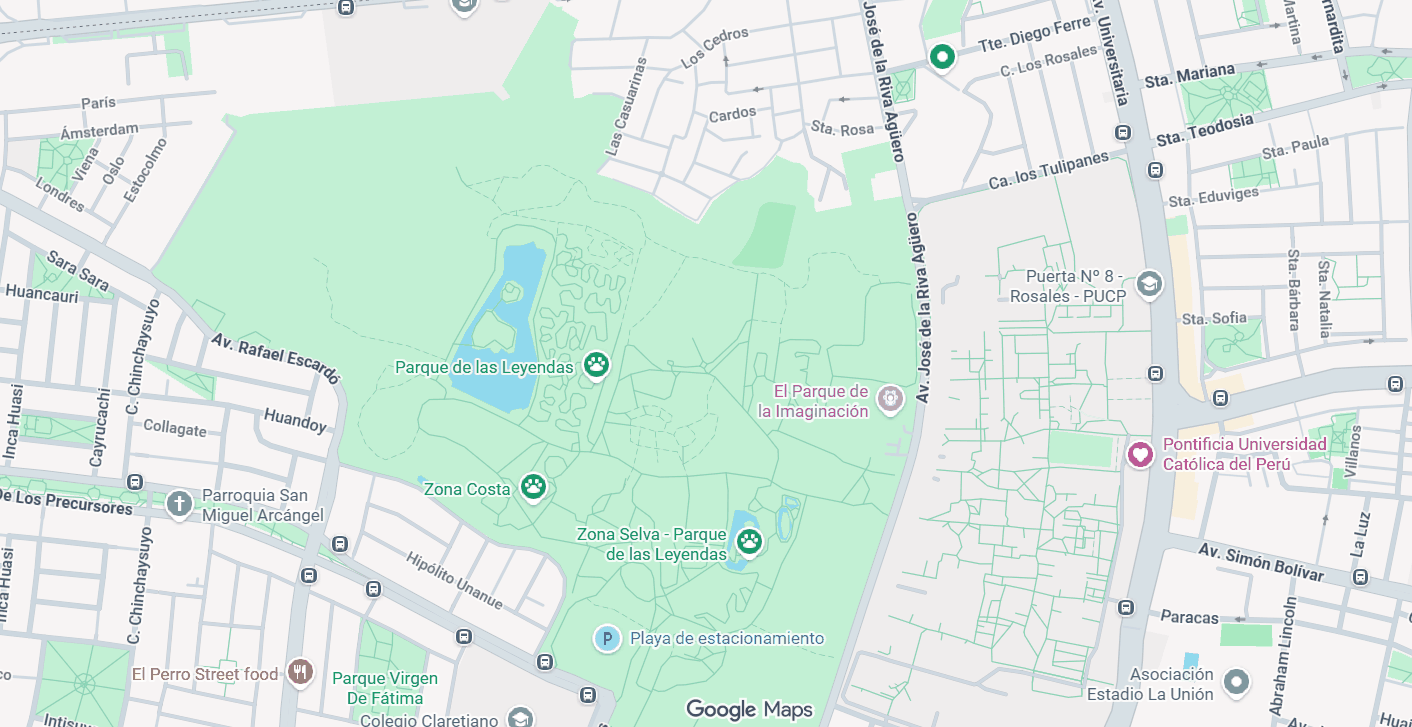 Los Cedros
Tte. Diego Ferre
C. Los Rosales
Av. Universitaria
Martina
Sta. Mariana
París
Ámsterdam
Viena
Oslo
Estocolmo
Londres
Las Casuarinas
Cardos
Sta. Rosa
José de la Riva Agüero
Sta. Teodosia
Sta. Paula
Ca. los Tulipanes
Sta. Eduviges
Sara Sara
Huancauri
C. Chinchaysuyo
Av. José de la Riva Agüero
Puerta Nº 8 -
Rosales - PUCP
Sta. Bárbara
Sta. Natalia
Sta. Sofia
Av. Rafael Escardó
Parque de las Leyendas
El Parque de
la Imaginación
Inca Huasi
Cayrucachi
Collagate
Huandoy
Pontificia Universidad
Católica del Perú
Villanos
Zona Costa
De Los Precursores
Parroquia San
Miguel Arcángel
Zona Selva - Parque
de las Leyendas
La Luz
Av. Simón Bolívar
Inca Huasi
C. Chinchaysuyo
Hipólito Unanue
Paracas
Abraham Lincoln
P Playa de estacionamiento
El Perro Street food
Parque Virgen
De Fátima
Asociación
Estadio La Unión
Colegio Claretiano
Google Maps